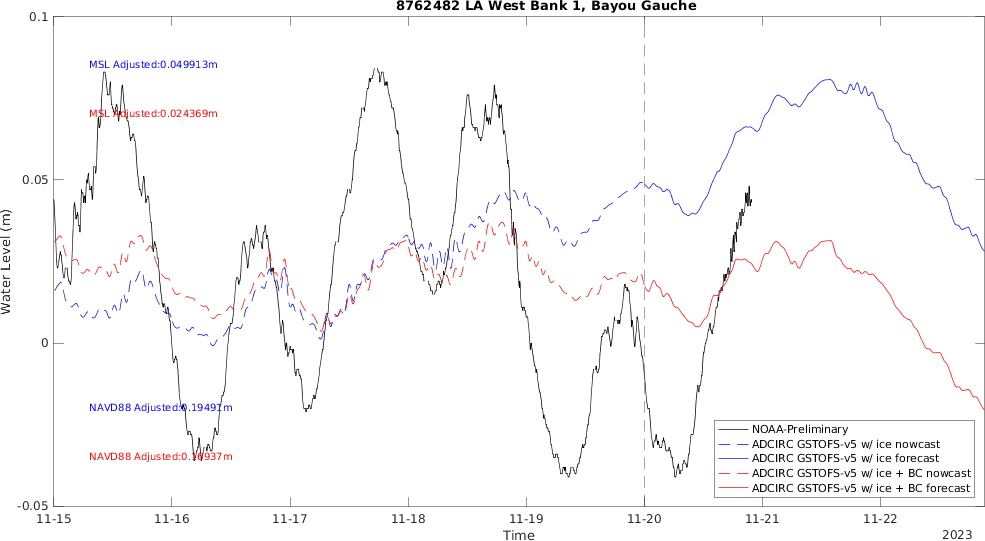 8762482 LA West Bank 1, Bayou Gauche
0.1
MSL Adjusted:0.049913m
MSL Adjusted:0.024369m
0.05
Water Level (m)
0
NAVD88 Adjusted:0.19491m
NAVD88 Adjusted:0.16937m
-0.05
NOAA-Preliminary
ADCIRC GSTOFS-v5 w/ ice nowcast
ADCIRC GSTOFS-v5 w/ ice forecast
ADCIRC GSTOFS-v5 w/ ice + BC nowcast
ADCIRC GSTOFS-v5 w/ ice + BC forecast
11-15 11-16 11-17 11-18 11-19 11-20 11-21 11-22
Time
2023